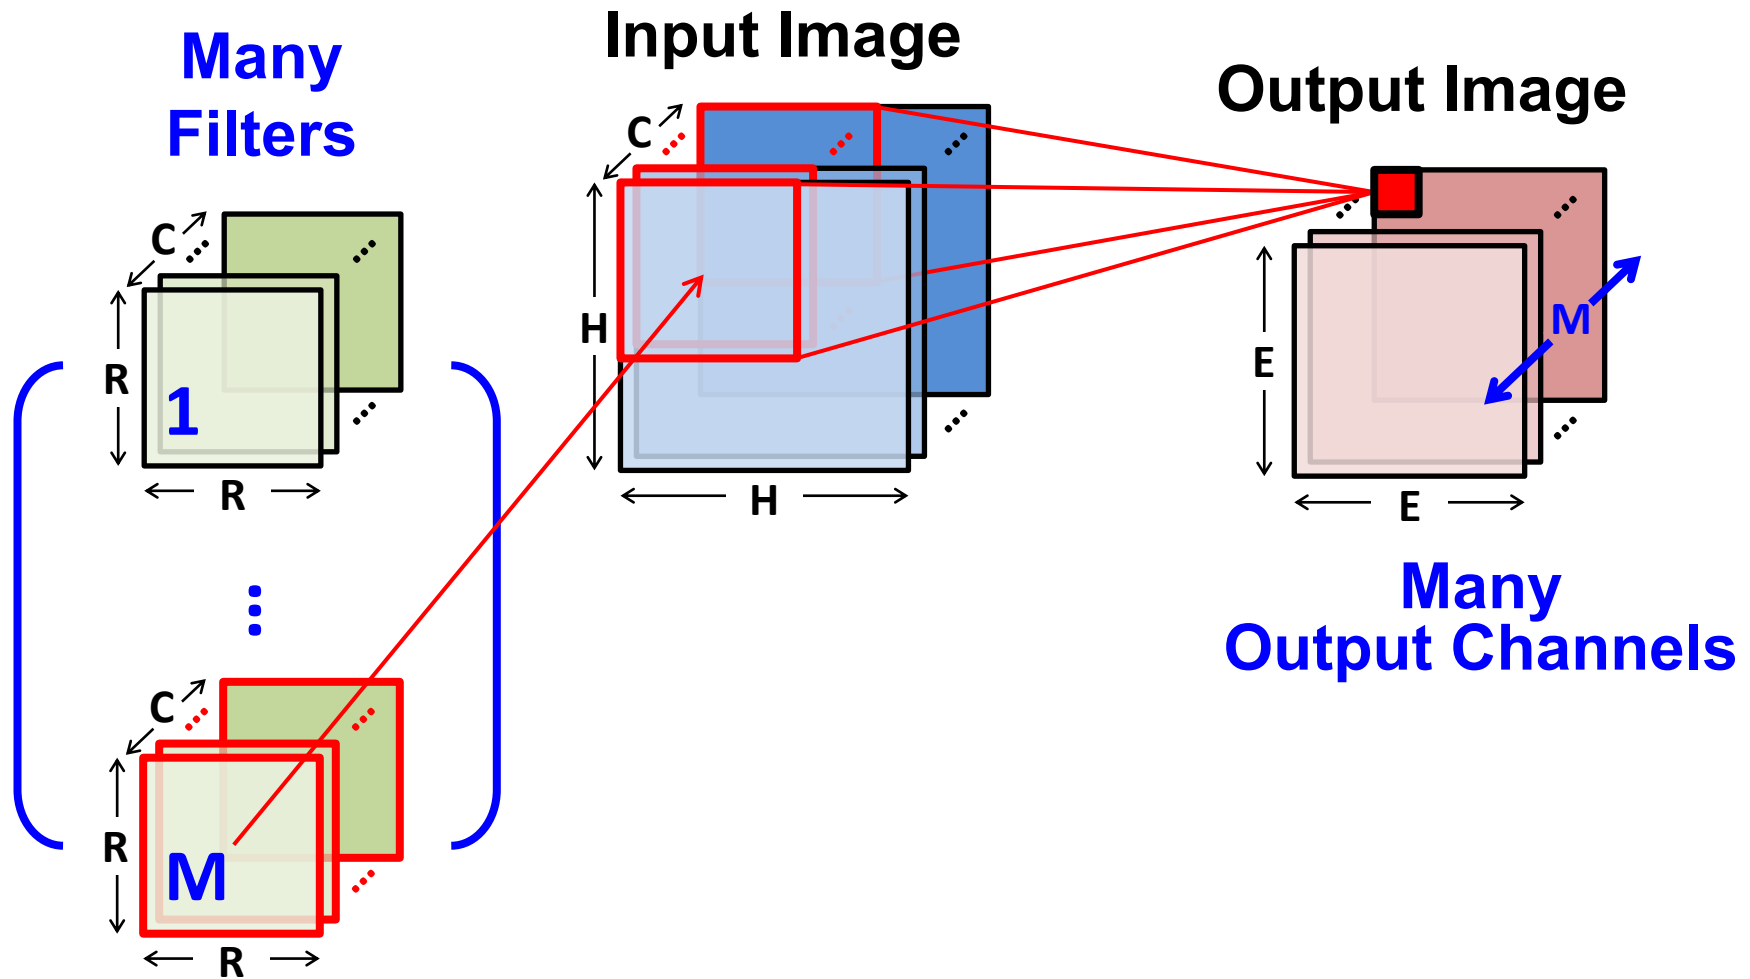 Many
Filters
C
R
1
R
C
R
M
R
Input Image
C
H
H
Output Image
M
E
E
Many
Output Channels